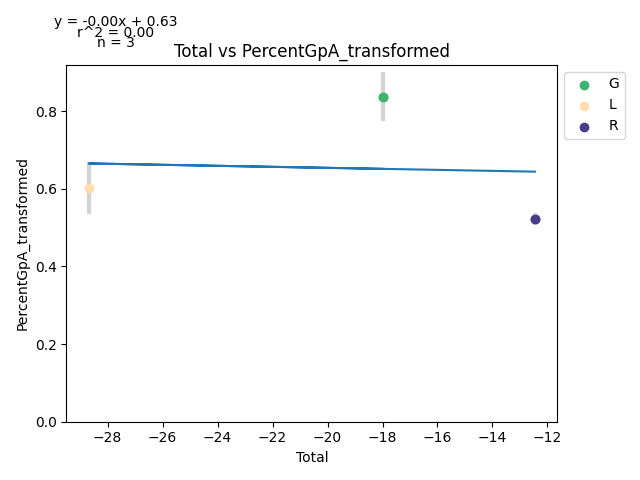 y = -0.00x + 0.63
r^2 = 0.00
n = 3
Total vs PercentGpA_transformed
G
L
R
PercentGpA_transformed
0.8
0.6
0.4
0.2
0.0
−28 −26 −24 −22 −20 −18 −16 −14 −12
Total